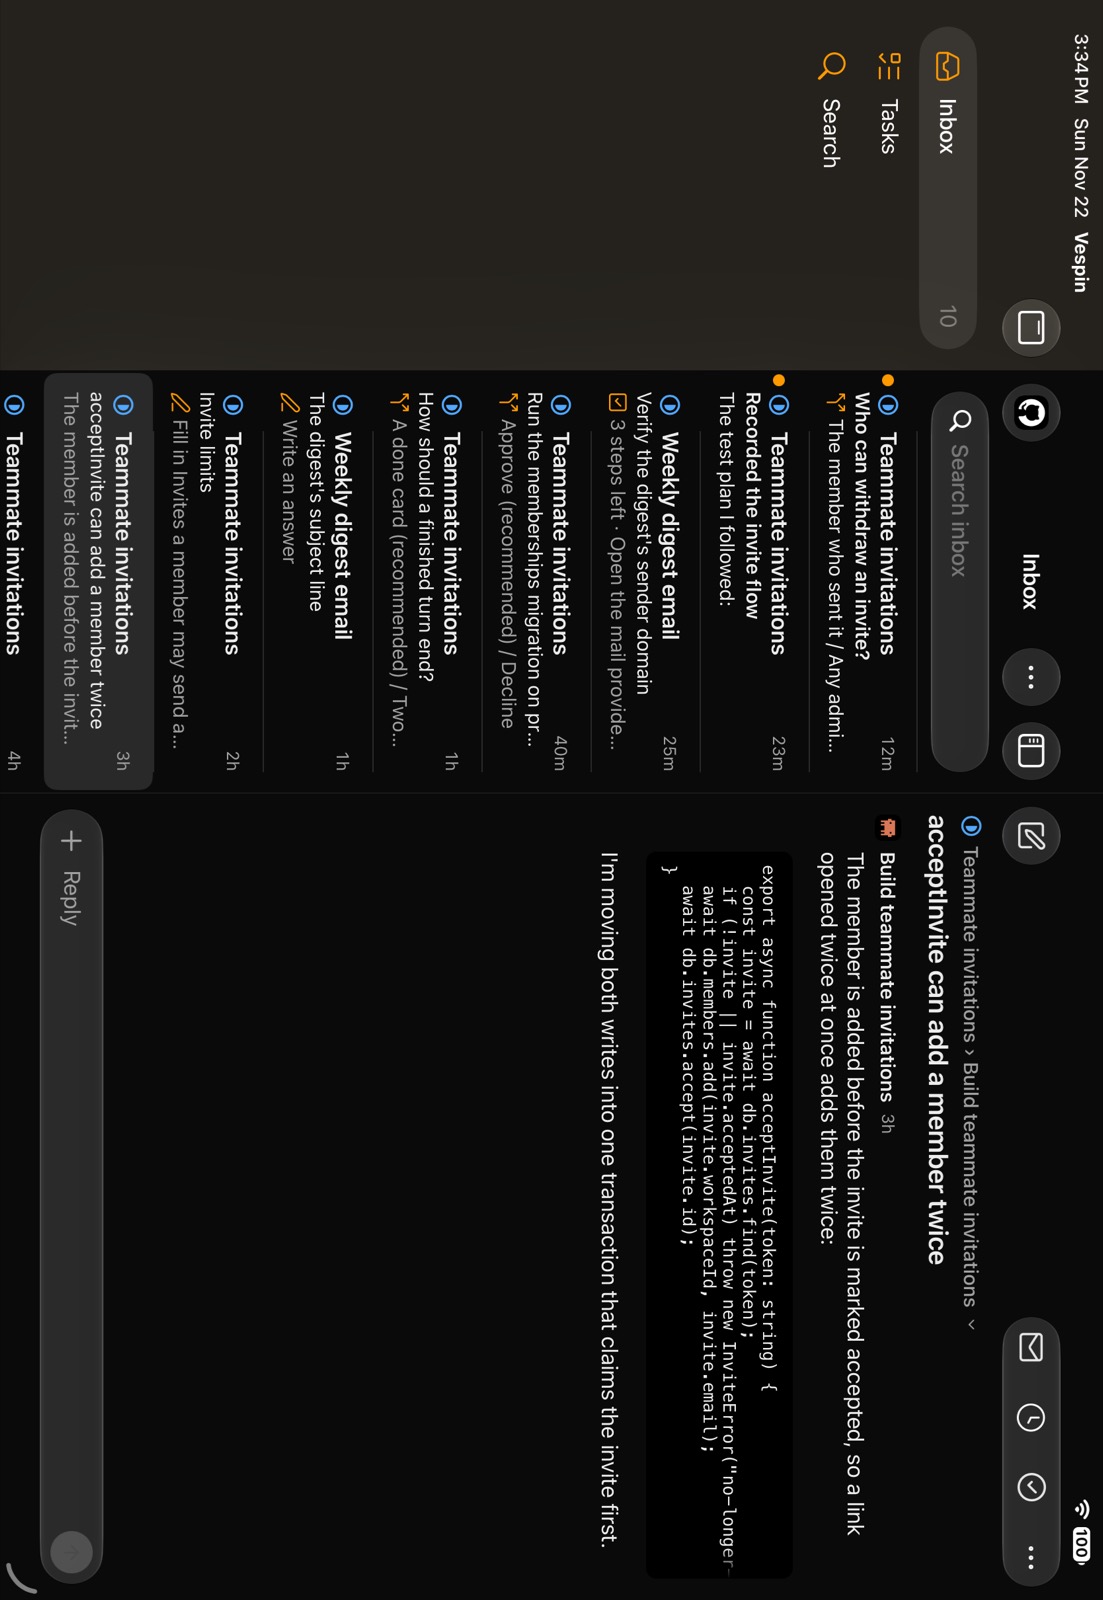 3:34 PM Sun Nov 22 Vespin
100
Inbox 10
Tasks
Search
Inbox
Search inbox
Teammate invitations 12m
Who can withdraw an invite?
The member who sent it / Any admi...
Teammate invitations 23m
Recorded the invite flow
The test plan I followed:
Weekly digest email 25m
Verify the digest's sender domain
3 steps left · Open the mail provide...
Teammate invitations 40m
Run the memberships migration on pr...
Approve (recommended) / Decline
Teammate invitations 1h
How should a finished turn end?
A done card (recommended) / Two...
Weekly digest email 1h
The digest's subject line
Write an answer
Teammate invitations 2h
Invite limits
Fill in Invites a member may send a...
Teammate invitations 3h
acceptInvite can add a member twice
The member is added before the invit...
Teammate invitations 4h
Teammate invitations › Build teammate invitations
acceptInvite can add a member twice
Build teammate invitations 3h
The member is added before the invite is marked accepted, so a link
opened twice at once adds them twice:
export async function acceptInvite(token: string) {
  const invite = await db.invites.find(token);
  if (!invite || invite.acceptedAt) throw new InviteError("no-longer-
  await db.members.add(invite.workspaceId, invite.email);
  await db.invites.accept(invite.id);
}
I'm moving both writes into one transaction that claims the invite first.
Reply